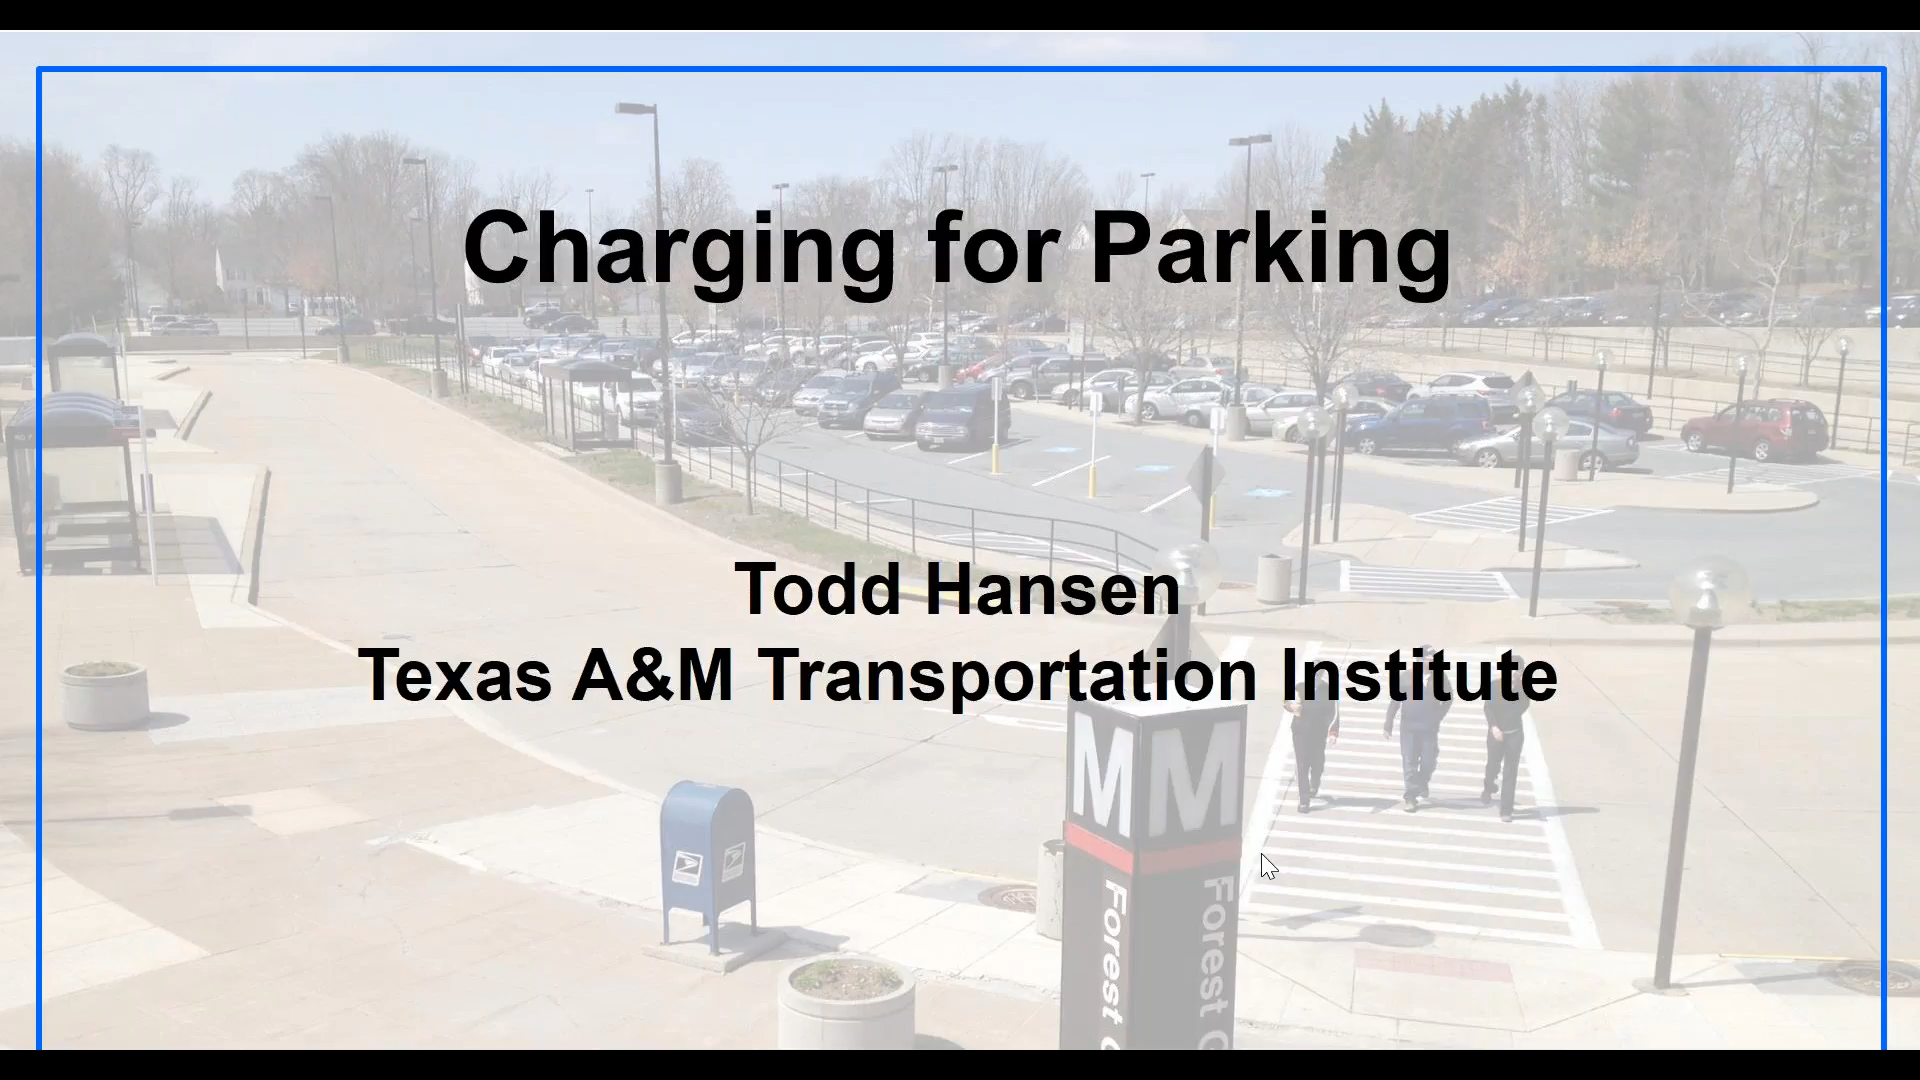 Charging for Parking
Todd Hansen
Texas A&M Transportation Institute
M M
Forest
Forest